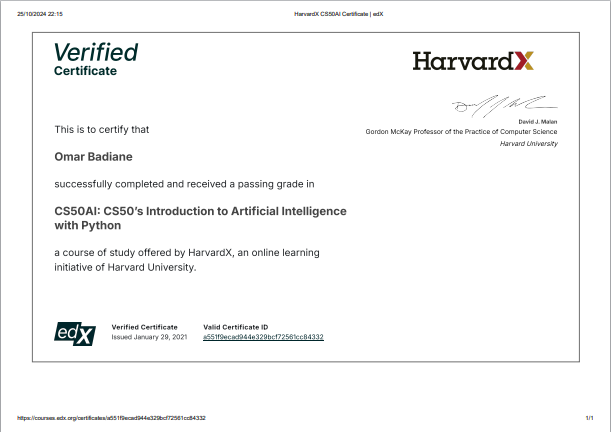 25/10/2024 22:15
HarvardX CS50AI Certificate | edX
Verified
Certificate
HarvardX
David J. Malan
Gordon McKay Professor of the Practice of Computer Science
Harvard University
This is to certify that
Omar Badiane
successfully completed and received a passing grade in
CS50AI: CS50's Introduction to Artificial Intelligence
with Python
a course of study offered by HarvardX, an online learning
initiative of Harvard University.
edX
Verified Certificate
Issued January 29, 2021
Valid Certificate ID
a551f9ecad944e329bcf72561cc84332
https://courses.edx.org/certificates/a551f9ecad944e329bcf72561cc84332
1/1